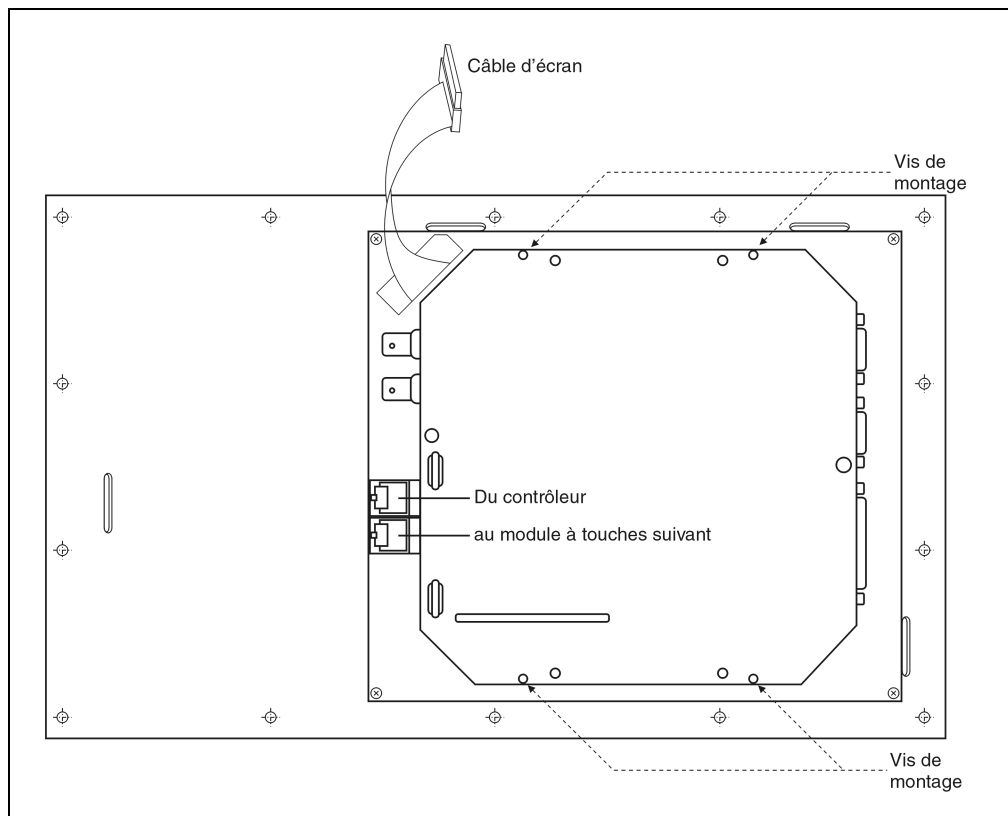 Câble d'écran
Vis de
montage
Du contrôleur
au module à touches suivant
Vis de
montage